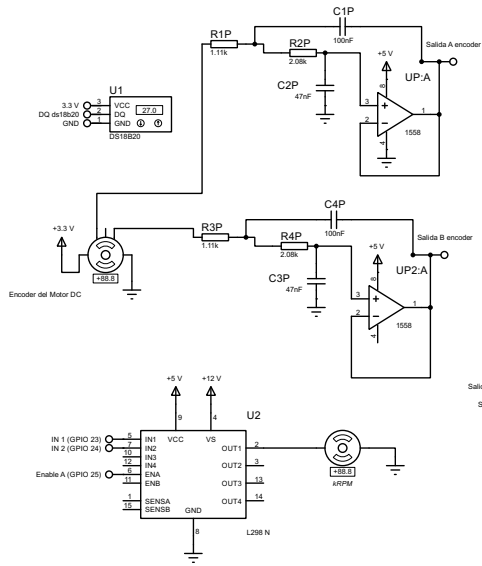 C1P
100nF
R1P
1.11k
R2P
2.08k
C2P
47nF
+5 V
UP:A
8
3
2
1
4
1558
Salida A encoder
U1
3.3 V
DQ ds18b20
GND
3
2
1
VCC
DQ
GND
27.0
DS18B20
+3.3 V
+88.8
Encoder del Motor DC
C4P
100nF
R3P
1.11k
R4P
2.08k
C3P
47nF
+5 V
UP2:A
8
3
2
1
4
1558
Salida B encoder
Salid
S
+5 V
+12 V
9
4
U2
IN 1 (GPIO 23)
IN 2 (GPIO 24)
Enable A (GPIO 25)
5
7
10
12
6
11
1
15
IN1
IN2
IN3
IN4
ENA
ENB
SENSA
SENSB
VCC
VS
GND
8
OUT1
OUT2
OUT3
OUT4
2
3
13
14
L298 N
+88.8
kRPM